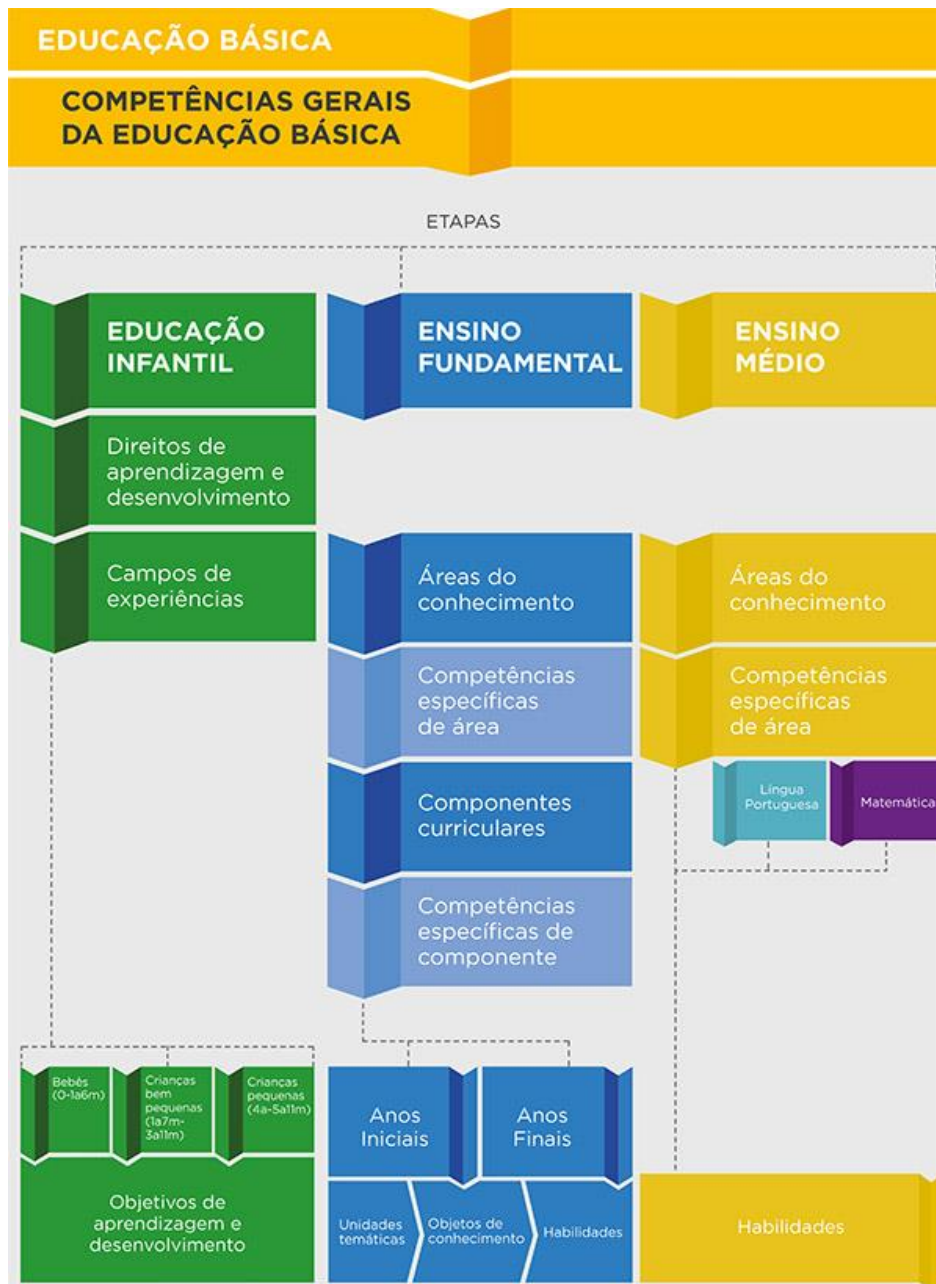 EDUCAÇÃO BÁSICA
COMPETÊNCIAS GERAIS
DA EDUCAÇÃO BÁSICA
ETAPAS
EDUCAÇÃO
INFANTIL
Direitos de
aprendizagem e
desenvolvimento
Campos de
experiências
Bebês
(0-1a6m)
Crianças
bem
pequenas
(1a7m-
3a11m)
Crianças
pequenas
(4a-5a11m)
Objetivos de
aprendizagem e
desenvolvimento
ENSINO
FUNDAMENTAL
Áreas do
conhecimento
Competências
específicas
de área
Componentes
curriculares
Competências
específicas de
componente
Anos
Iniciais
Anos
Finais
Unidades
temáticas
Objetos de
conhecimento
Habilidades
ENSINO
MÉDIO
Áreas do
conhecimento
Competências
específicas
de área
Língua
Portuguesa
Matemática
Habilidades